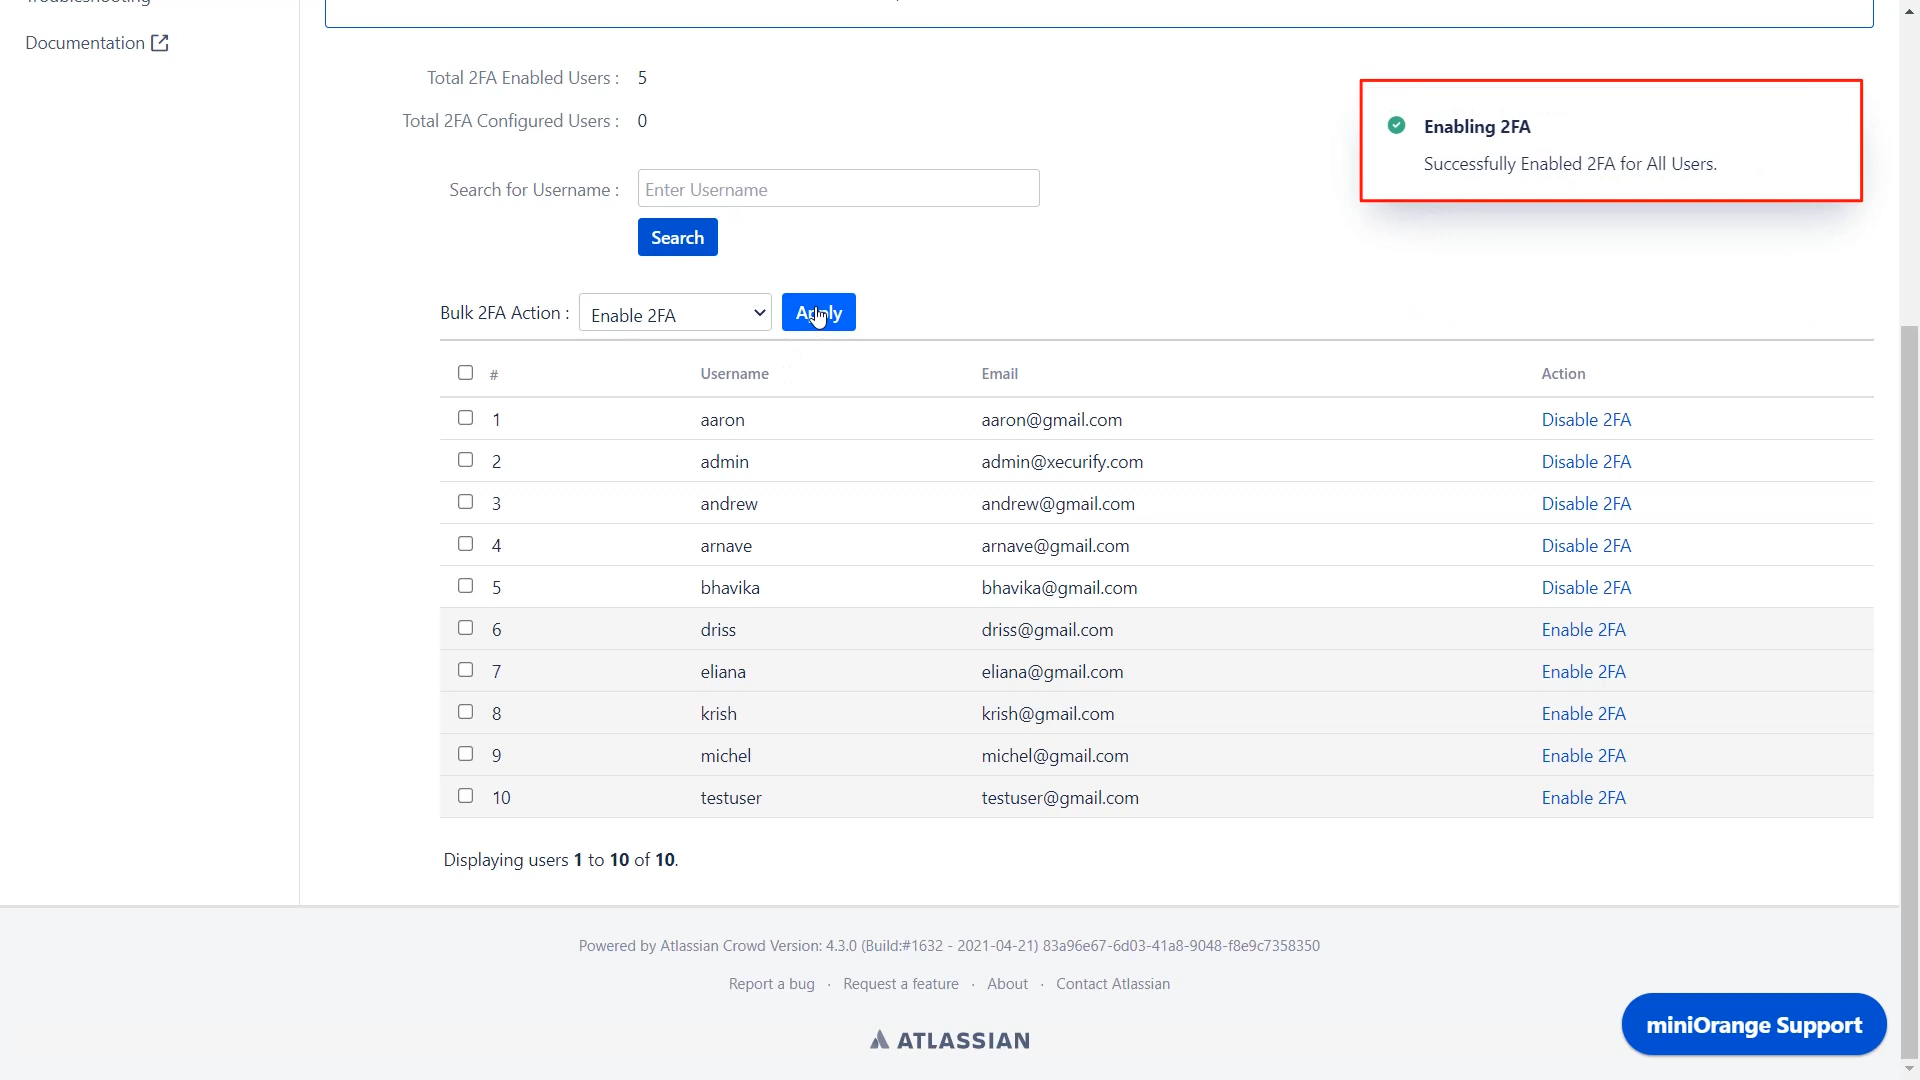 Documentation
Total 2FA Enabled Users : 5
Total 2FA Configured Users : 0
Enabling 2FA
Successfully Enabled 2FA for All Users.
Search for Username : Enter Username
Search
Bulk 2FA Action : Enable 2FA Apply
# Username Email Action
1 aaron aaron@gmail.com Disable 2FA
2 admin admin@xecurify.com Disable 2FA
3 andrew andrew@gmail.com Disable 2FA
4 arnave arnave@gmail.com Disable 2FA
5 bhavika bhavika@gmail.com Disable 2FA
6 driss driss@gmail.com Enable 2FA
7 eliana eliana@gmail.com Enable 2FA
8 krish krish@gmail.com Enable 2FA
9 michel michel@gmail.com Enable 2FA
10 testuser testuser@gmail.com Enable 2FA
Displaying users 1 to 10 of 10.
Powered by Atlassian Crowd Version: 4.3.0 (Build:#1632 - 2021-04-21) 83a96e67-6d03-41a8-9048-f8e9c7358350
Report a bug · Request a feature · About · Contact Atlassian
ATLASSIAN
miniOrange Support